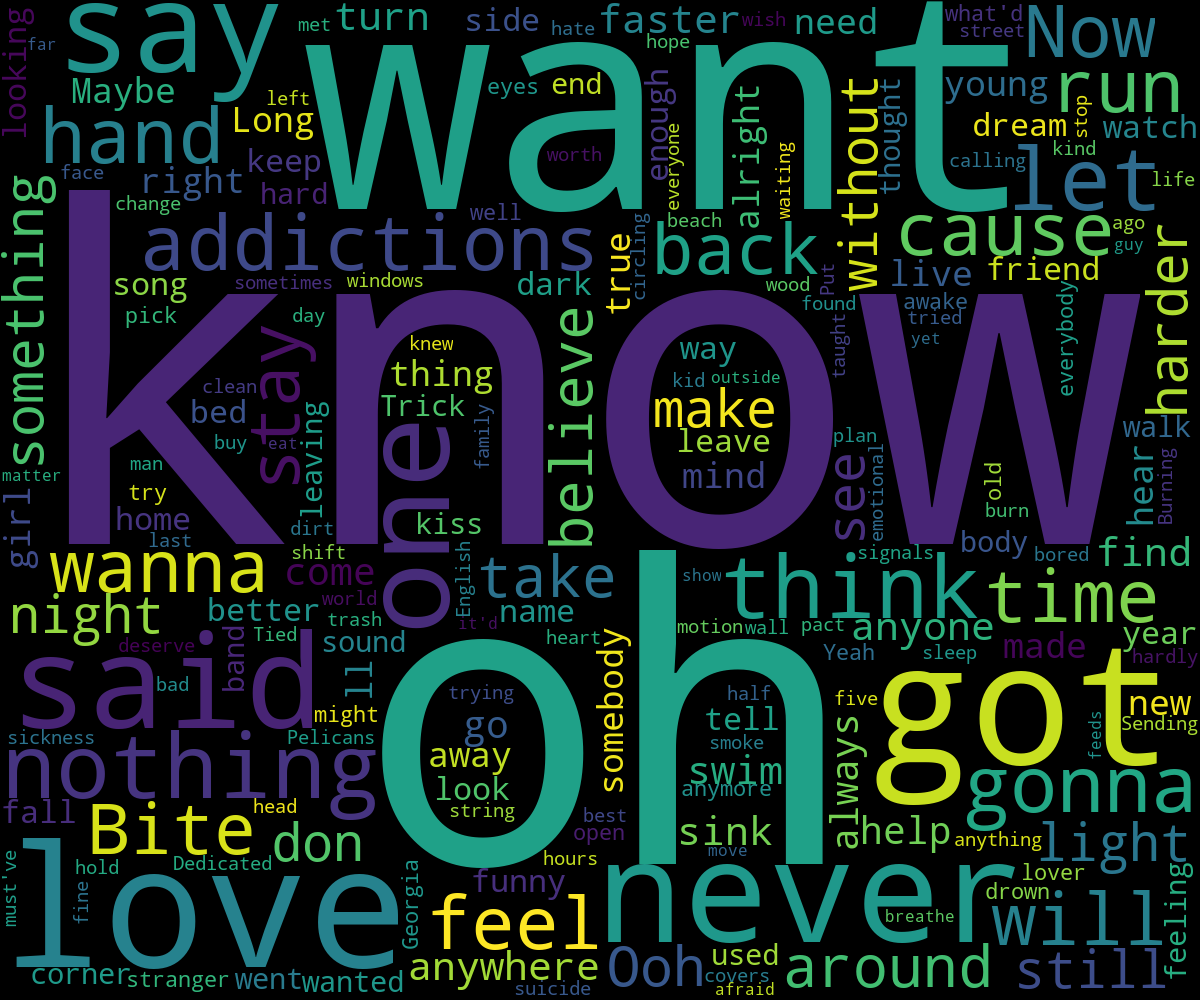 say
want
know
oh
looking
far
met
turn
side
hate
faster
wish
need
what'd
street
Now
hope
Maybe
left
eyes
end
young
run
hand
Long
worth
enough
everyone
alright
waiting
without
thought
dream
stop
watch
calling
kind
let
life
face
right
keep
hard
change
well
addictions
circling
beach
true
back
cause
ago
guy
something
song
sometimes
windows
dark
wood
Put
live
friend
harder
pick
day
stay
knew
believe
found
taught
awake
tried
yet
everybody
clean
thing
way
kid
outside
bed
Trick
make
leave
mind
buy
eat
leaving
family
one
plan
see
emotional
walk
matter
man
try
girl
home
last
dirt
kiss
old
burn
hear
Burning
wanna
shift
come
English
take
signals
body
bored
find
show
think
time
night
better
world
trash
it'd
name
Tied
deserve
band
sound
heart
somebody
motion
wall
pact
anyone
Yeah
sleep
made
year
hardly
said
bad
ll
might
trying
half
five
got
new
Sending
feeds
sickness
Pelicans
go
tell
smoke
nothing
away
look
swim
anymore
always
gonna
fall
Bite
head
string
best
open
sink
help
anything
light
don
move
must've
hold
Dedicated
hours
love
fine
Georgia
funny
never
lover
drown
feeling
feel
breathe
will
corner
stranger
went
wanted
anywhere
suicide
Ooh
used
covers
afraid
around
still